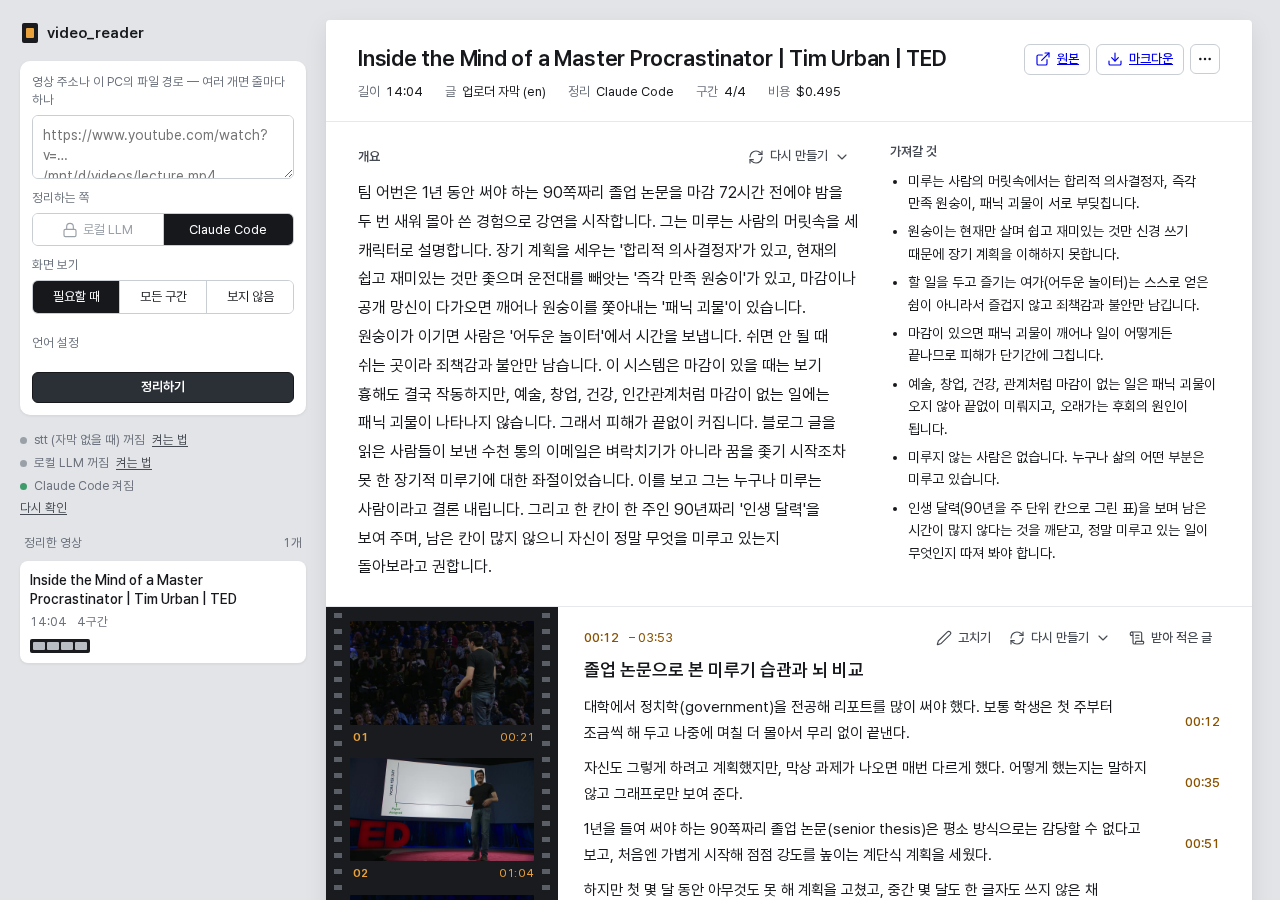 video_reader
영상 주소나 이 PC의 파일 경로 — 여러 개면 줄마다
하나
https://www.youtube.com/watch?
v=...
/mnt/d/videos/lecture.mp4
정리하는 쪽
로컬 LLM
Claude Code
화면 보기
필요할 때
모든 구간
보지 않음
언어 설정
정리하기
stt (자막 없을 때) 꺼짐 켜는 법
로컬 LLM 꺼짐 켜는 법
Claude Code 켜짐
다시 확인
정리한 영상 1개
Inside the Mind of a Master
Procrastinator | Tim Urban | TED
14:04 4구간
Inside the Mind of a Master Procrastinator | Tim Urban | TED
원본
마크다운
길이 14:04 글 업로더 자막 (en) 정리 Claude Code 구간 4/4 비용 $0.495
개요
다시 만들기
팀 어번은 1년 동안 써야 하는 90쪽짜리 졸업 논문을 마감 72시간 전에야 밤을
두 번 새워 몰아 쓴 경험으로 강연을 시작합니다. 그는 미루는 사람의 머릿속을 세
캐릭터로 설명합니다. 장기 계획을 세우는 '합리적 의사결정자'가 있고, 현재의
쉽고 재미있는 것만 좇으며 운전대를 빼앗는 '즉각 만족 원숭이'가 있고, 마감이나
공개 망신이 다가오면 깨어나 원숭이를 쫓아내는 '패닉 괴물'이 있습니다.
원숭이가 이기면 사람은 '어두운 놀이터'에서 시간을 보냅니다. 쉬면 안 될 때
쉬는 곳이라 죄책감과 불안만 남습니다. 이 시스템은 마감이 있을 때는 보기
흉해도 결국 작동하지만, 예술, 창업, 건강, 인간관계처럼 마감이 없는 일에는
패닉 괴물이 나타나지 않습니다. 그래서 피해가 끝없이 커집니다. 블로그 글을
읽은 사람들이 보낸 수천 통의 이메일은 벼락치기가 아니라 꿈을 좇기 시작조차
못 한 장기적 미루기에 대한 좌절이었습니다. 이를 보고 그는 누구나 미루는
사람이라고 결론 내립니다. 그리고 한 칸이 한 주인 90년짜리 '인생 달력'을
보여 주며, 남은 칸이 많지 않으니 자신이 정말 무엇을 미루고 있는지
돌아보라고 권합니다.
가져갈 것
미루는 사람의 머릿속에서는 합리적 의사결정자, 즉각
만족 원숭이, 패닉 괴물이 서로 부딪칩니다.
원숭이는 현재만 살며 쉽고 재미있는 것만 신경 쓰기
때문에 장기 계획을 이해하지 못합니다.
할 일을 두고 즐기는 여가(어두운 놀이터)는 스스로 얻은
쉼이 아니라서 즐겁지 않고 죄책감과 불안만 남깁니다.
마감이 있으면 패닉 괴물이 깨어나 일이 어떻게든
끝나므로 피해가 단기간에 그칩니다.
예술, 창업, 건강, 관계처럼 마감이 없는 일은 패닉 괴물이
오지 않아 끝없이 미뤄지고, 오래가는 후회의 원인이
됩니다.
미루지 않는 사람은 없습니다. 누구나 삶의 어떤 부분은
미루고 있습니다.
인생 달력(90년을 주 단위 칸으로 그린 표)을 보며 남은
시간이 많지 않다는 것을 깨닫고, 정말 미루고 있는 일이
무엇인지 따져 봐야 합니다.
01 00:21
TED
02 01:04
00:12 – 03:53
고치기
다시 만들기
받아 적은 글
졸업 논문으로 본 미루기 습관과 뇌 비교
대학에서 정치학(government)을 전공해 리포트를 많이 써야 했다. 보통 학생은 첫 주부터
조금씩 해 두고 나중에 며칠 더 몰아서 무리 없이 끝낸다.
00:12
자신도 그렇게 하려고 계획했지만, 막상 과제가 나오면 매번 다르게 했다. 어떻게 했는지는 말하지
않고 그래프로만 보여 준다.
00:35
1년을 들여 써야 하는 90쪽짜리 졸업 논문(senior thesis)은 평소 방식으로는 감당할 수 없다고
보고, 처음엔 가볍게 시작해 점점 강도를 높이는 계단식 계획을 세웠다.
00:51
하지만 첫 몇 달 동안 아무것도 못 해 계획을 고쳤고, 중간 몇 달도 한 글자도 쓰지 않은 채